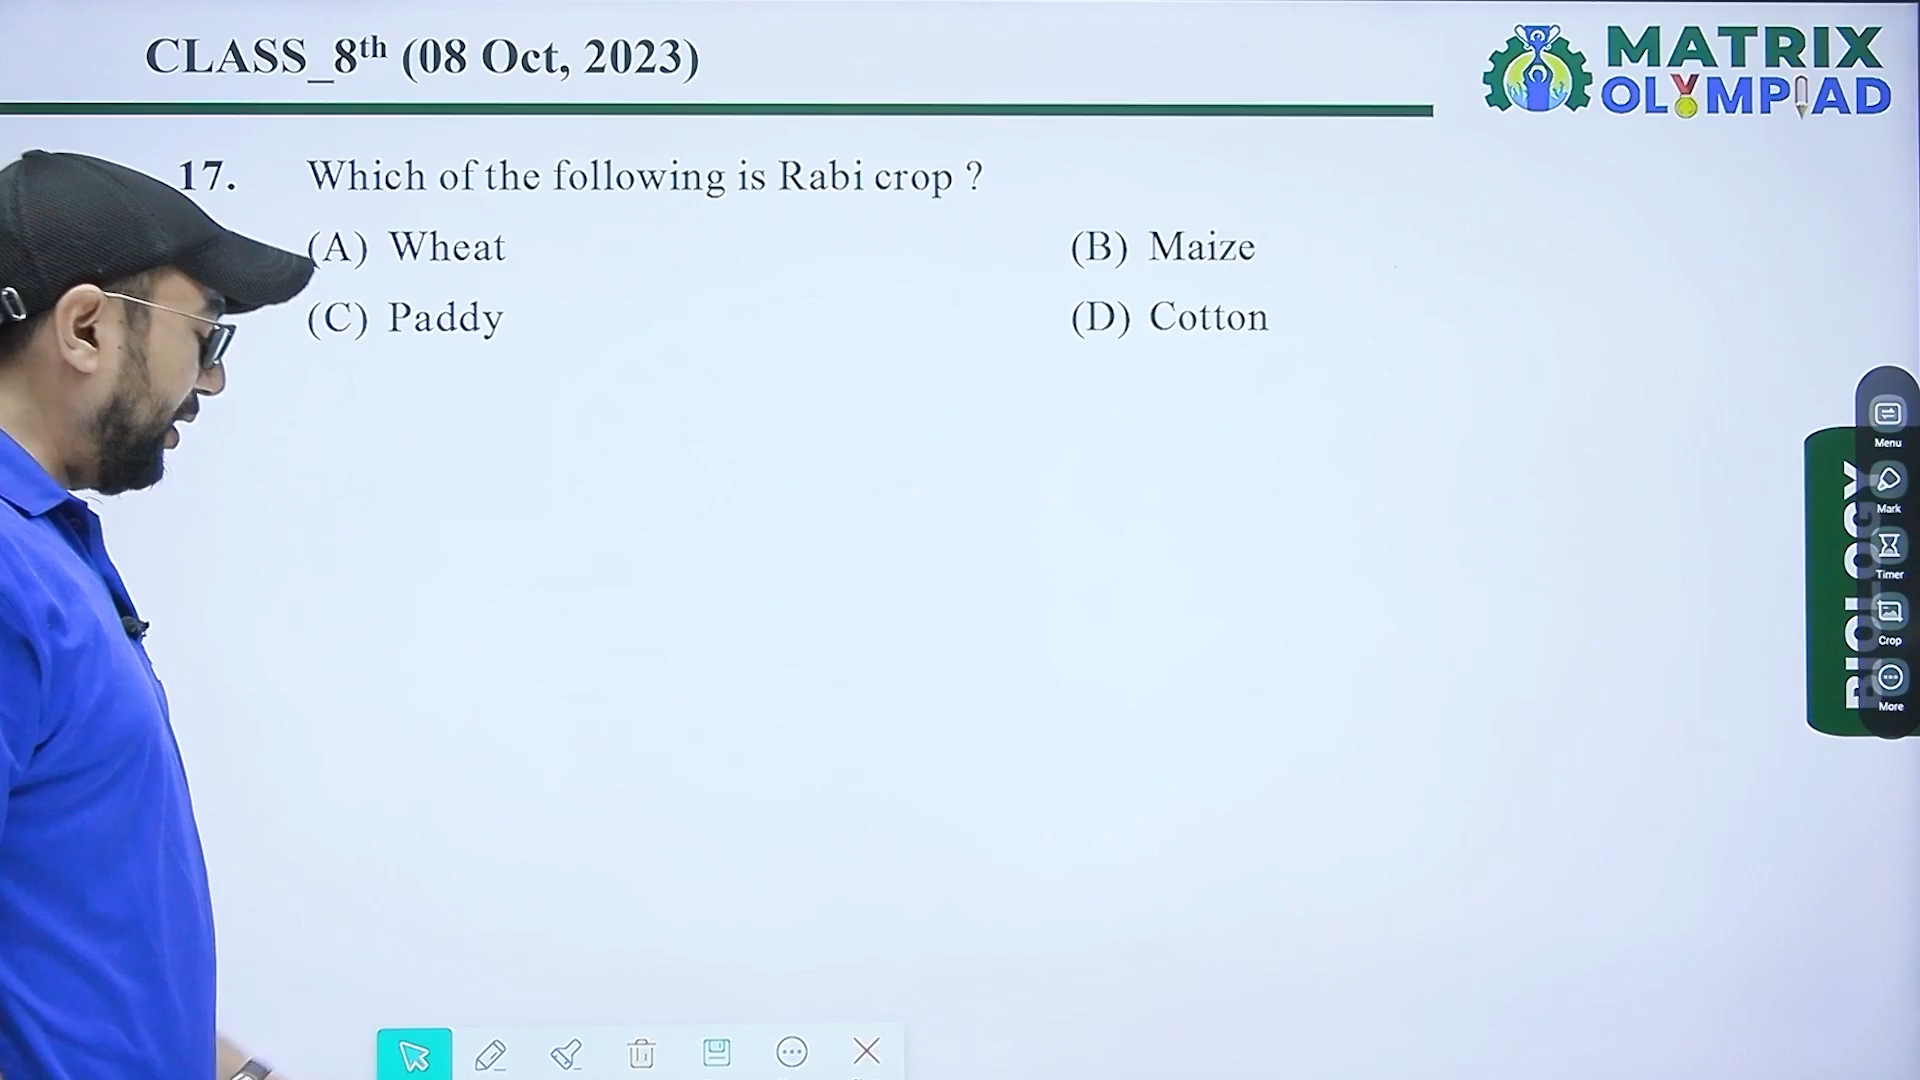 CLASS_8th (08 Oct, 2023)
MATRIX
OLYMPIAD
17. Which of the following is Rabi crop ?
(A) Wheat
(B) Maize
(C) Paddy
(D) Cotton
Menu
Mark
Timer
Crop
More
BIOLOGY